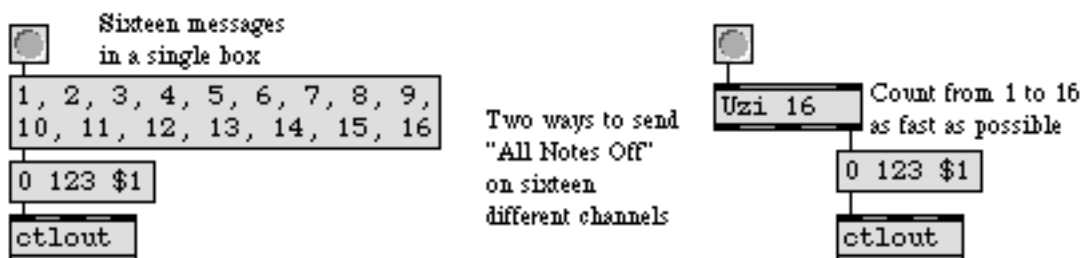 Sixteen messages
in a single box
1, 2, 3, 4, 5, 6, 7, 8, 9,
10, 11, 12, 13, 14, 15, 16
0 123 $1
ctlout
Two ways to send
"All Notes Off"
on sixteen
different channels
Uzi 16
Count from 1 to 16
as fast as possible
0 123 $1
ctlout